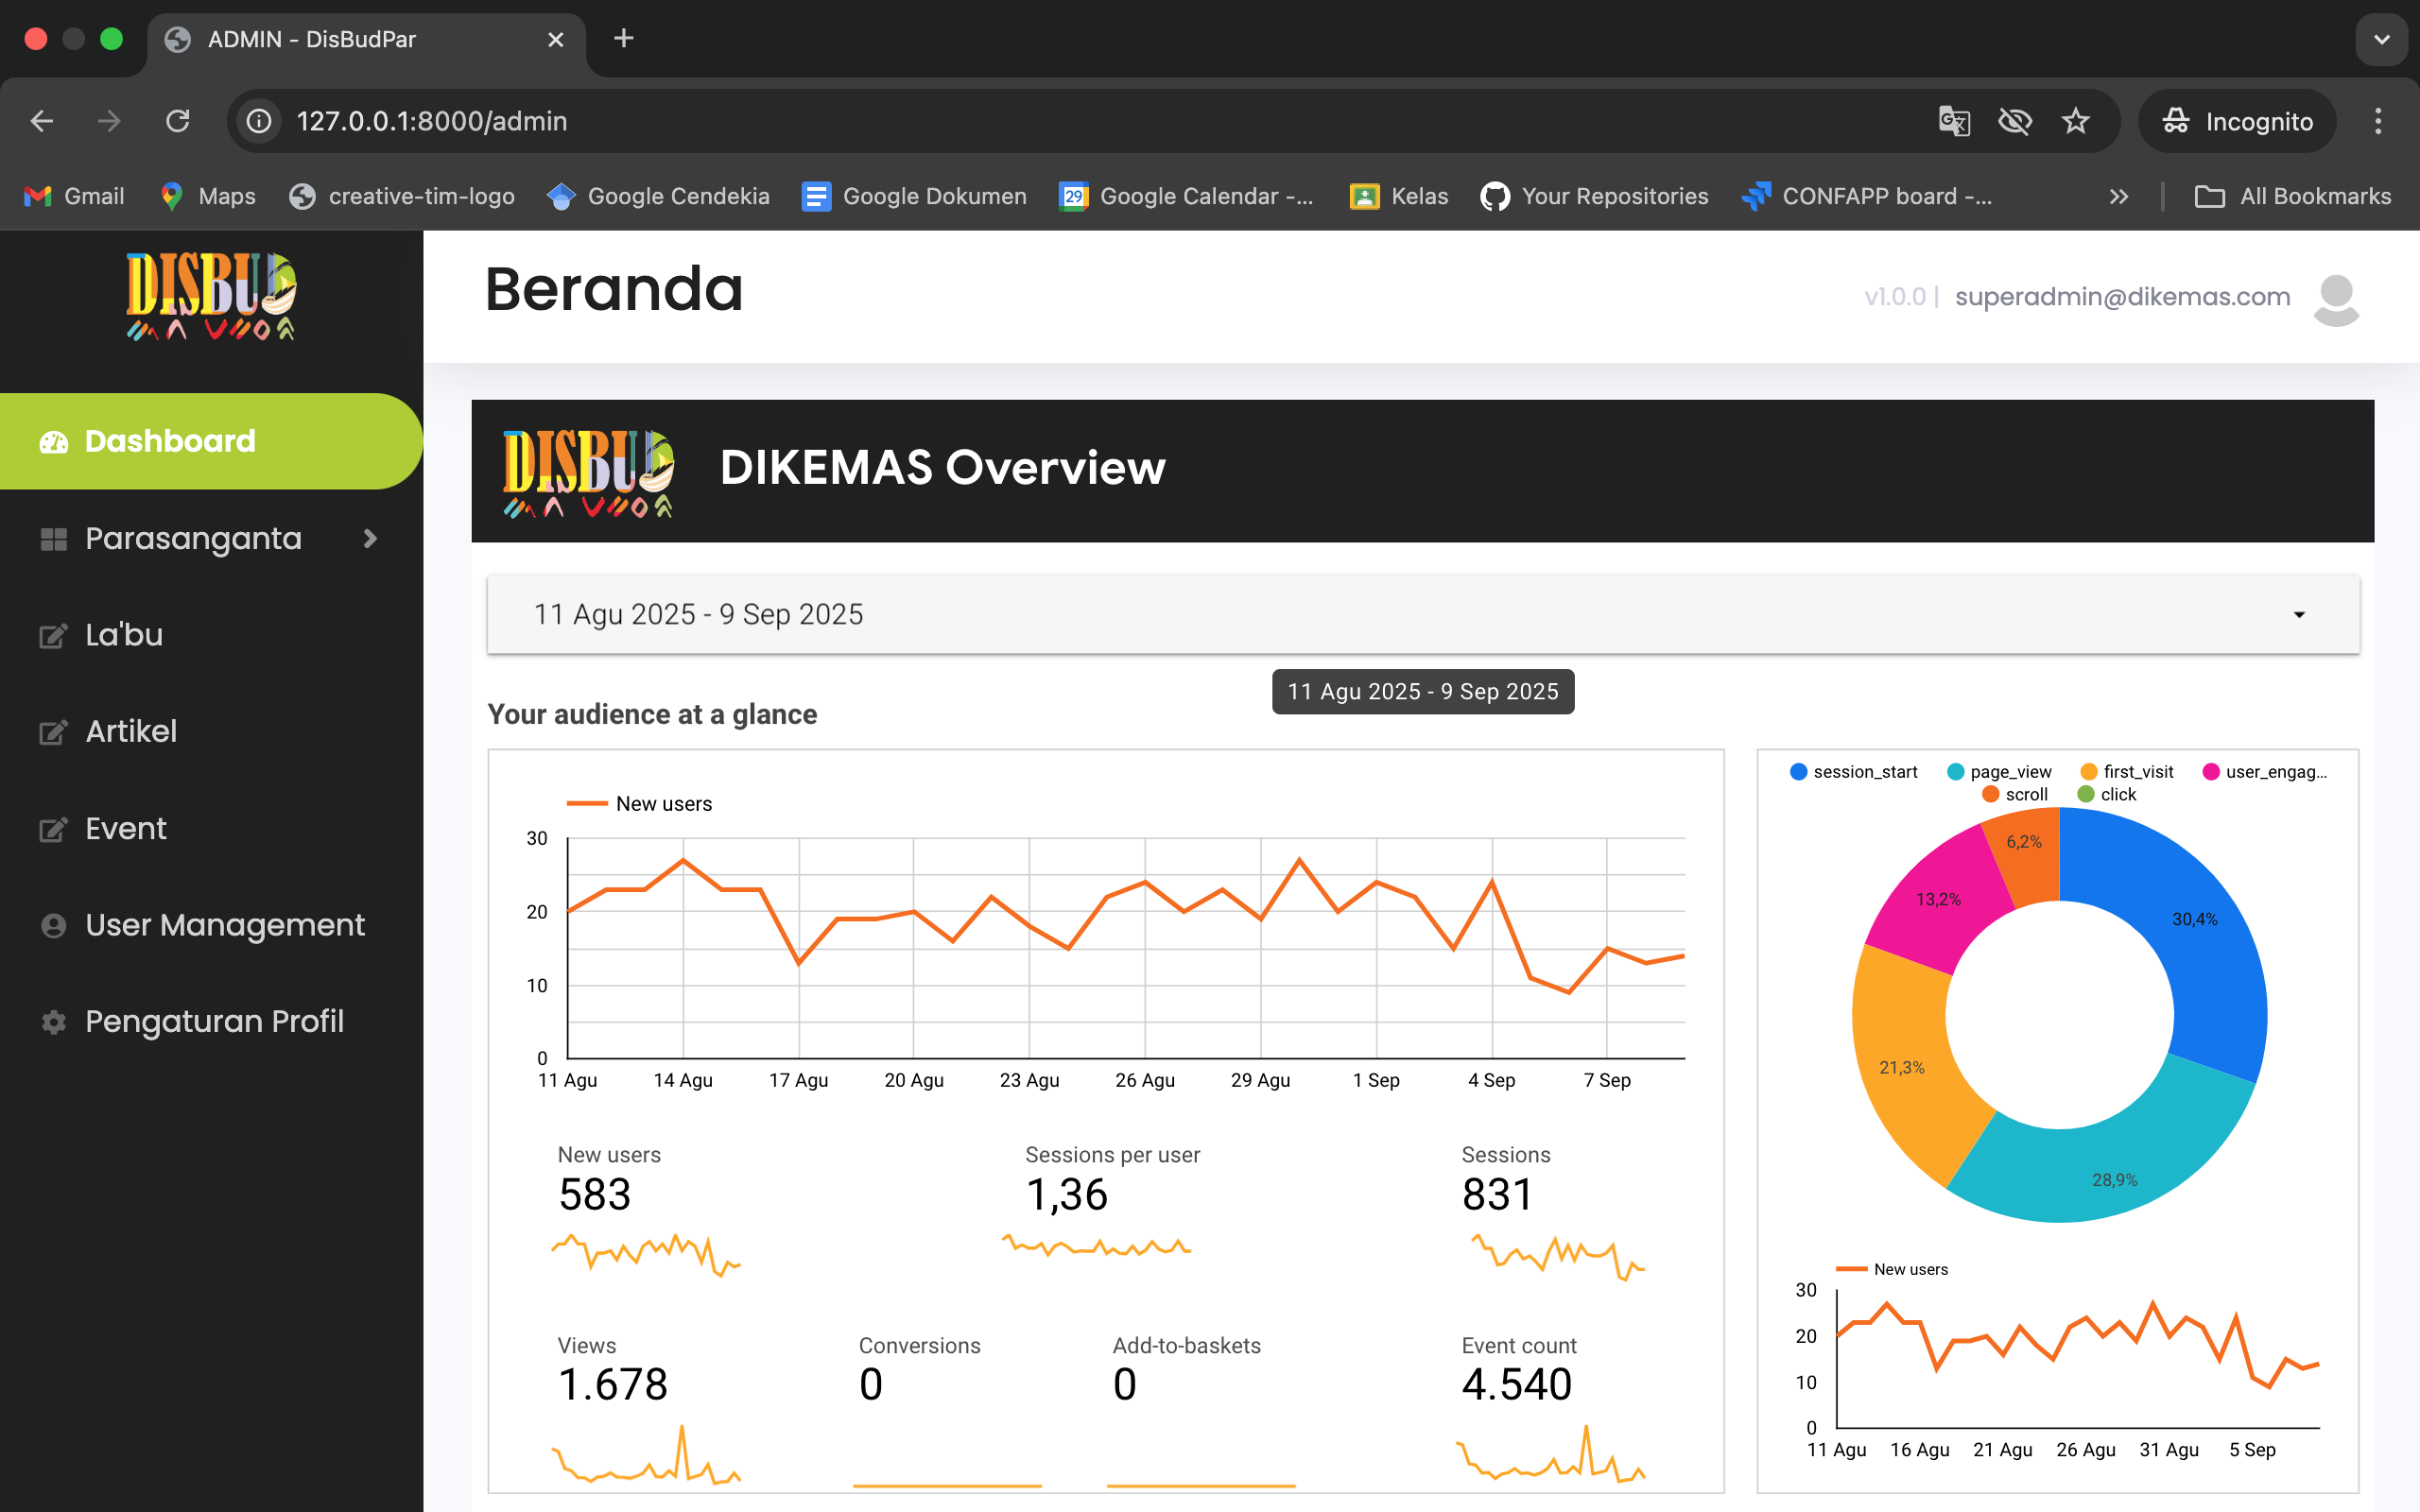 ADMIN - DisBudPar
127.0.0.1:8000/admin
Incognito
Gmail
Maps
creative-tim-logo
Google Cendekia
Google Dokumen
29
Google Calendar -...
Kelas
Your Repositories
CONFAPP board -...
All Bookmarks
DISBUD
Beranda
v1.0.0 |
superadmin@dikemas.com
Dashboard
Parasanganta
La'bu
Artikel
Event
User Management
Pengaturan Profil
DISBUD
DIKEMAS Overview
11 Agu 2025 - 9 Sep 2025
11 Agu 2025 - 9 Sep 2025
Your audience at a glance
New users
30
20
10
0
11 Agu 14 Agu 17 Agu 20 Agu 23 Agu 26 Agu 29 Agu 1 Sep 4 Sep 7 Sep
New users
583
Sessions per user
1,36
Sessions
831
Views
1.678
Conversions
0
Add-to-baskets
0
Event count
4.540
session_start page_view first_visit user_engag...
scroll click
6,2%
13,2%
30,4%
21,3%
28,9%
New users
30
20
10
0
11 Agu 16 Agu 21 Agu 26 Agu 31 Agu 5 Sep